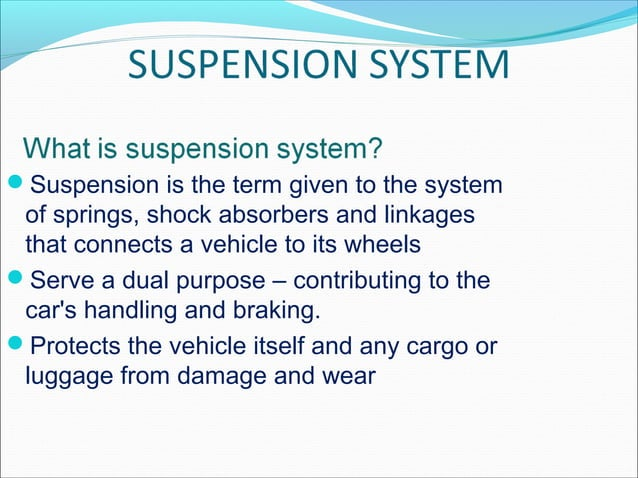 SUSPENSION SYSTEM
What is suspension system?
Suspension is the term given to the system
of springs, shock absorbers and linkages
that connects a vehicle to its wheels
Serve a dual purpose – contributing to the
car's handling and braking.
Protects the vehicle itself and any cargo or
luggage from damage and wear